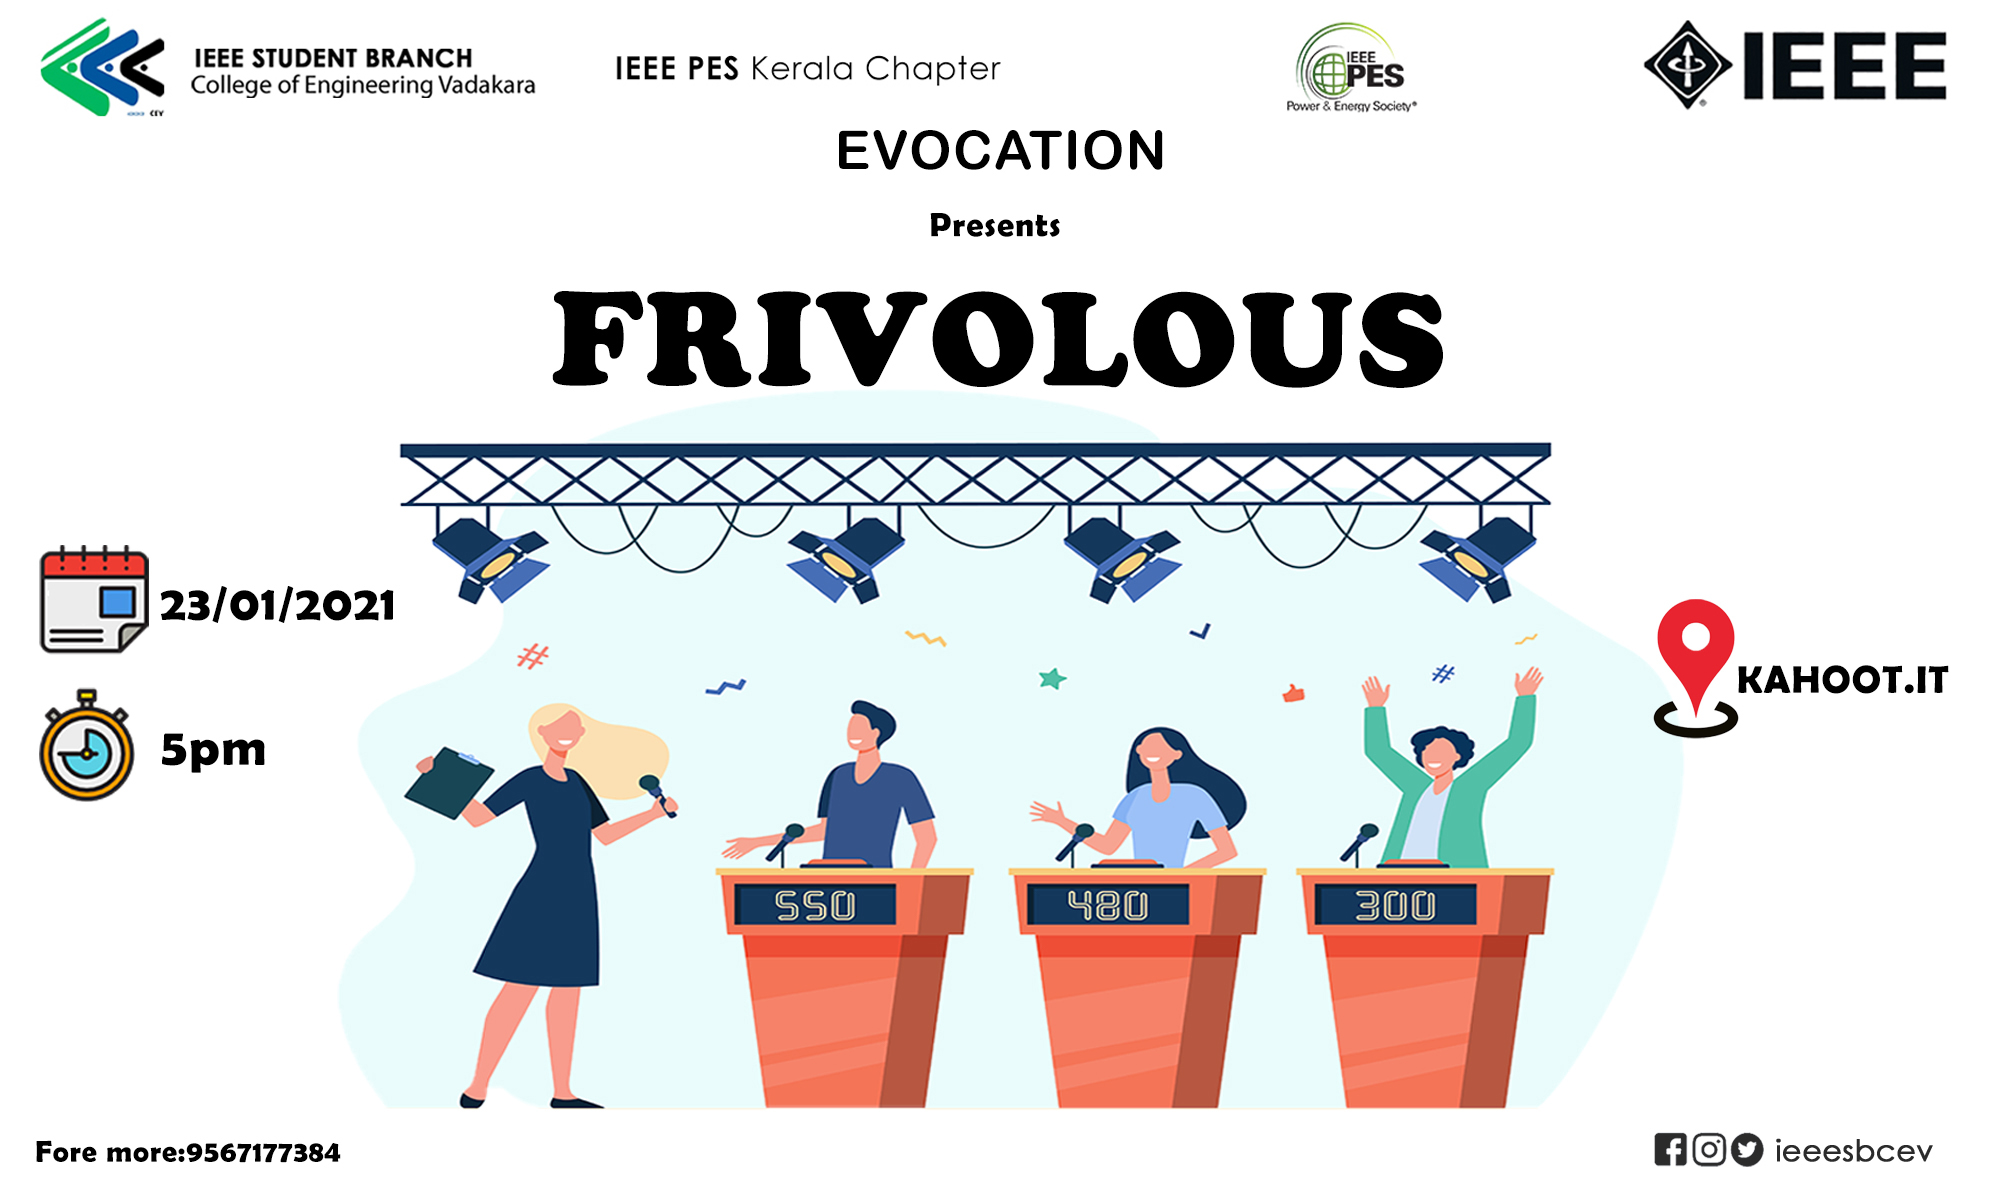 IEEE STUDENT BRANCH
College of Engineering Vadakara
CEV
IEEE PES Kerala Chapter
IEEE
PES
Power & Energy Society®
IEEE
EVOCATION
Presents
FRIVOLOUS
23/01/2021
5pm
KAHOOT.IT
550
480
300
Fore more:9567177384
ieeesbcev